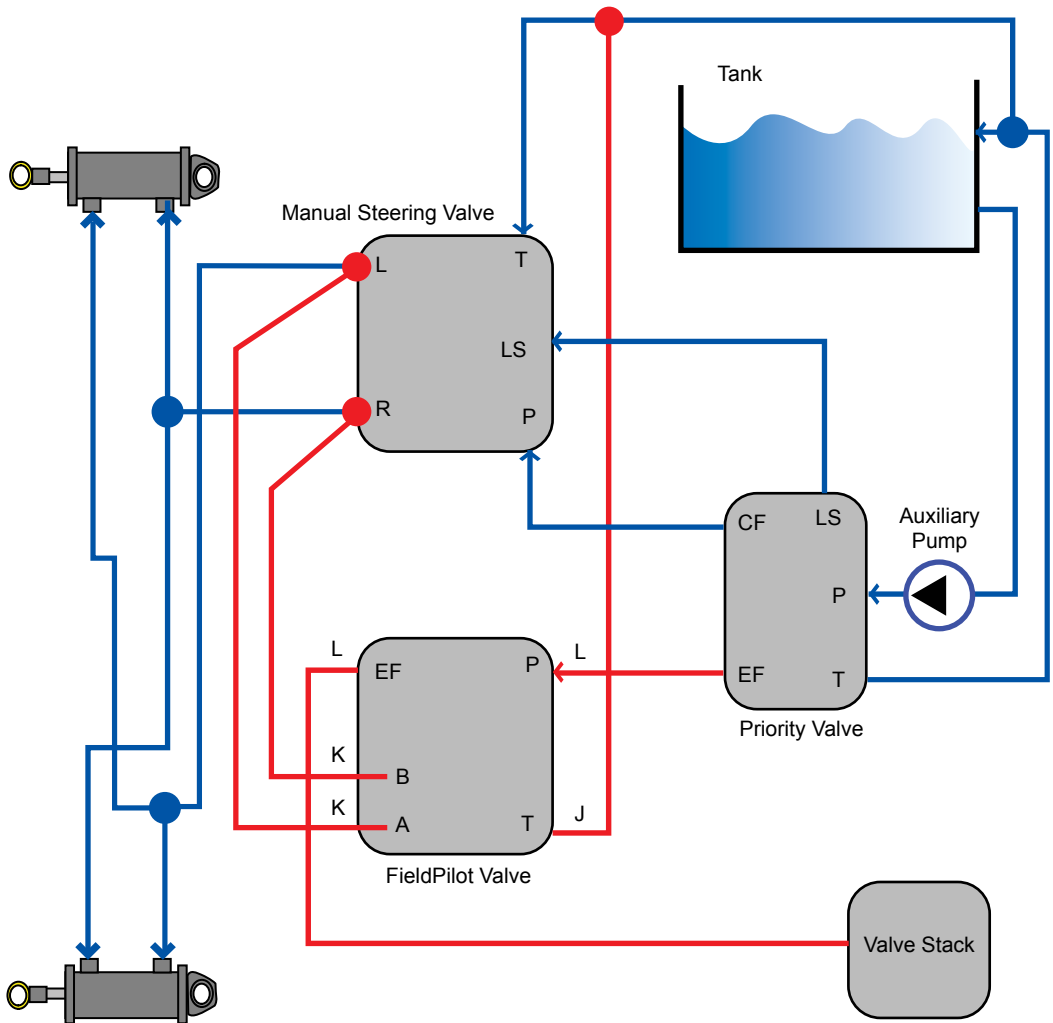 Tank
Manual Steering Valve
L
T
LS
R
P
CF
LS
Auxiliary
Pump
P
L
EF
P
L
EF
T
Priority Valve
K
B
K
A
T
J
FieldPilot Valve
Valve Stack